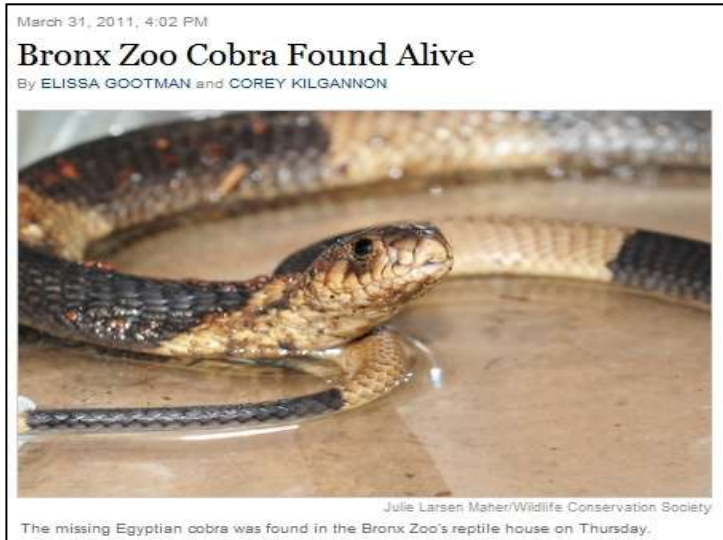 March 31, 2011, 4:02 PM
Bronx Zoo Cobra Found Alive
By ELISSA GOOTMAN and COREY KILGANNON
Julie Larsen Maher/Wildlife Conservation Society
The missing Egyptian cobra was found in the Bronx Zoo's reptile house on Thursday.